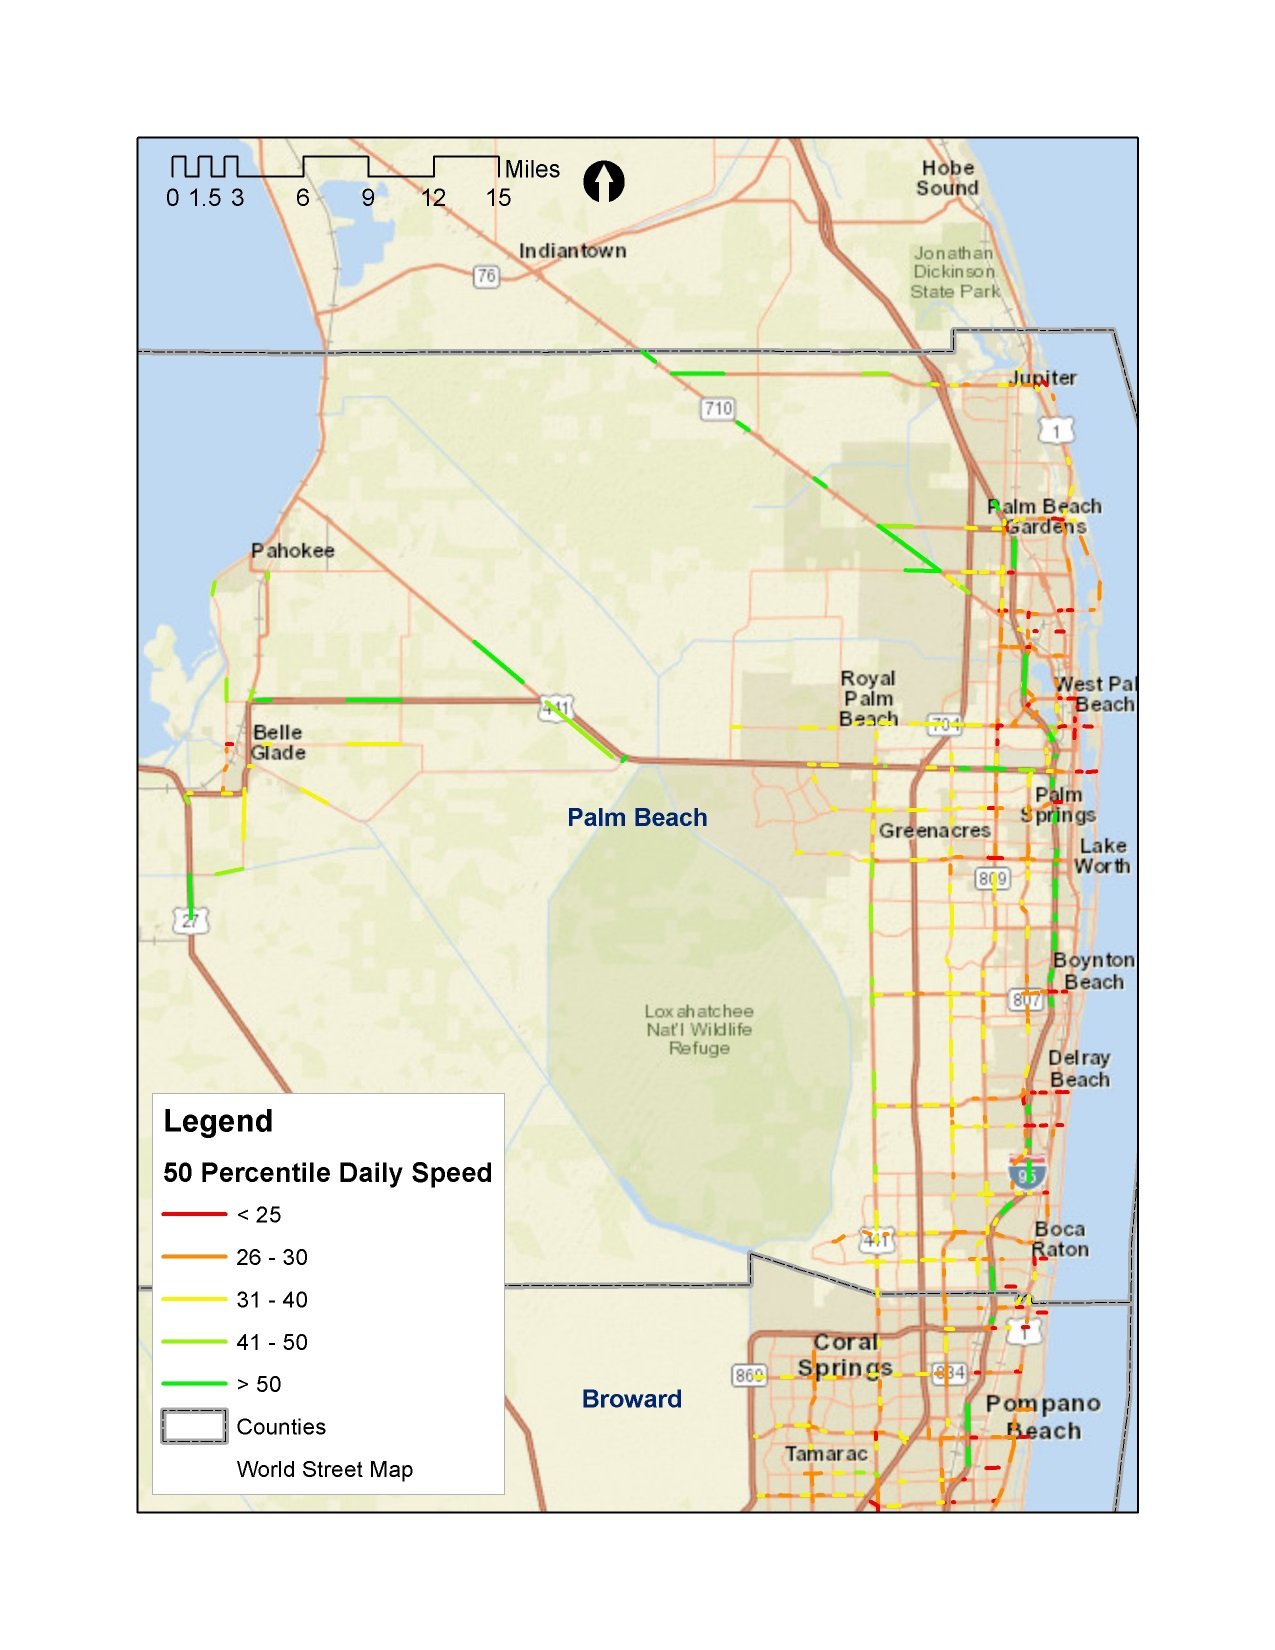 Miles
0 1.5 3 6 9 12 15
Hobe
Sound
Indiantown
76
Jonathan
Dickinson
State Park
Jupiter
710
1
Palm Beach
Gardens
Pahokee
Royal
Palm
Beach
West Pal
Beach
441
704
Belle
Glade
Palm
Springs
Palm Beach
Greenacres
Lake
Worth
809
27
Boynton
Beach
807
Loxahatchee
Nat'l Wildlife
Refuge
Delray
Beach
95
Boca
Raton
441
1
Coral
Springs
869
834
Broward
Pompano
Beach
Tamarac
Legend
50 Percentile Daily Speed
< 25
26 - 30
31 - 40
41 - 50
> 50
Counties
World Street Map